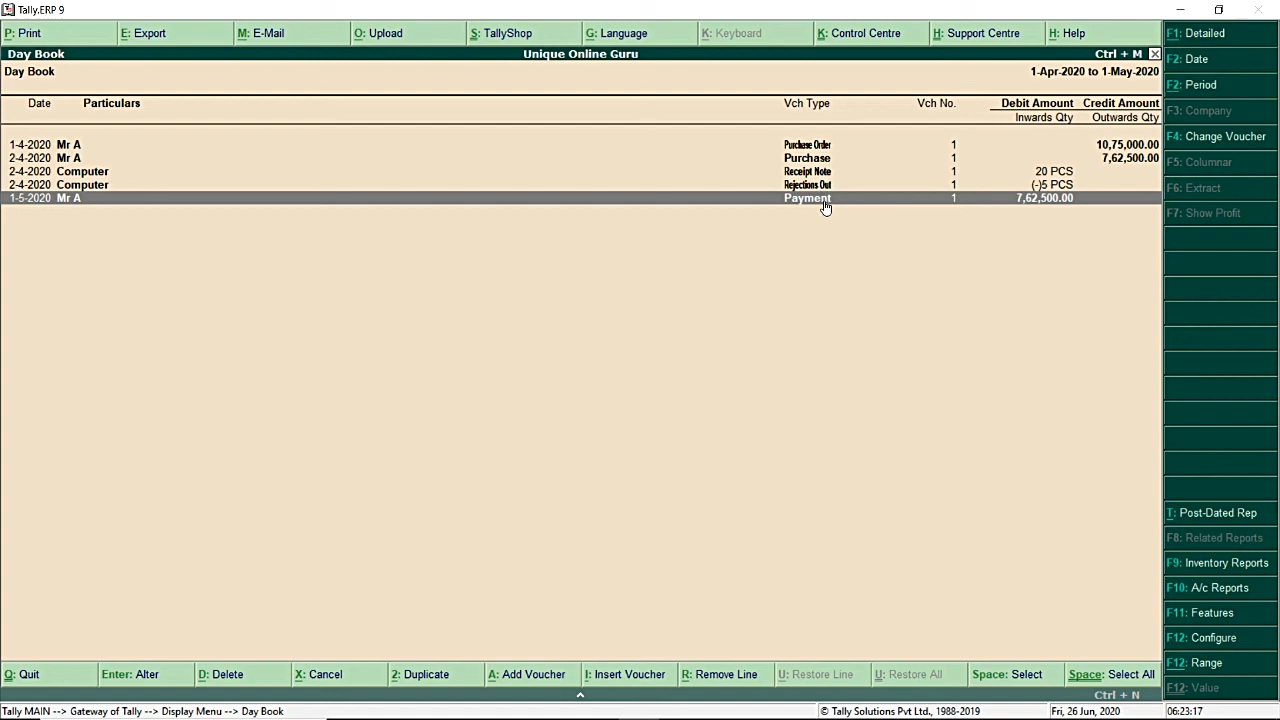 Tally.ERP 9
P: Print E: Export M: E-Mail O: Upload S: TallyShop G: Language K: Keyboard K: Control Centre H: Support Centre H: Help
Day Book Unique Online Guru Ctrl + M
Day Book 1-Apr-2020 to 1-May-2020
Date Particulars Vch Type Vch No. Debit Amount Credit Amount
Inwards Qty Outwards Qty
1-4-2020 Mr A Purchase Order 1 10,75,000.00
2-4-2020 Mr A Purchase 1 7,62,500.00
2-4-2020 Computer Receipt Note 1 20 PCS
2-4-2020 Computer Rejections Out 1 (-)5 PCS
1-5-2020 Mr A Payment 1 7,62,500.00
F1: Detailed
F2: Date
F2: Period
F3: Company
F4: Change Voucher
F5: Columnar
F6: Extract
F7: Show Profit
T: Post-Dated Rep
F8: Related Reports
F9: Inventory Reports
F10: A/c Reports
F11: Features
F12: Configure
F12: Range
F12: Value
Q: Quit Enter: Alter D: Delete X: Cancel 2: Duplicate A: Add Voucher I: Insert Voucher R: Remove Line U: Restore Line U: Restore All Space: Select Space: Select All
Ctrl + N
Tally MAIN --> Gateway of Tally --> Display Menu --> Day Book © Tally Solutions Pvt Ltd., 1988-2019 Fri, 26 Jun, 2020 06:23:17